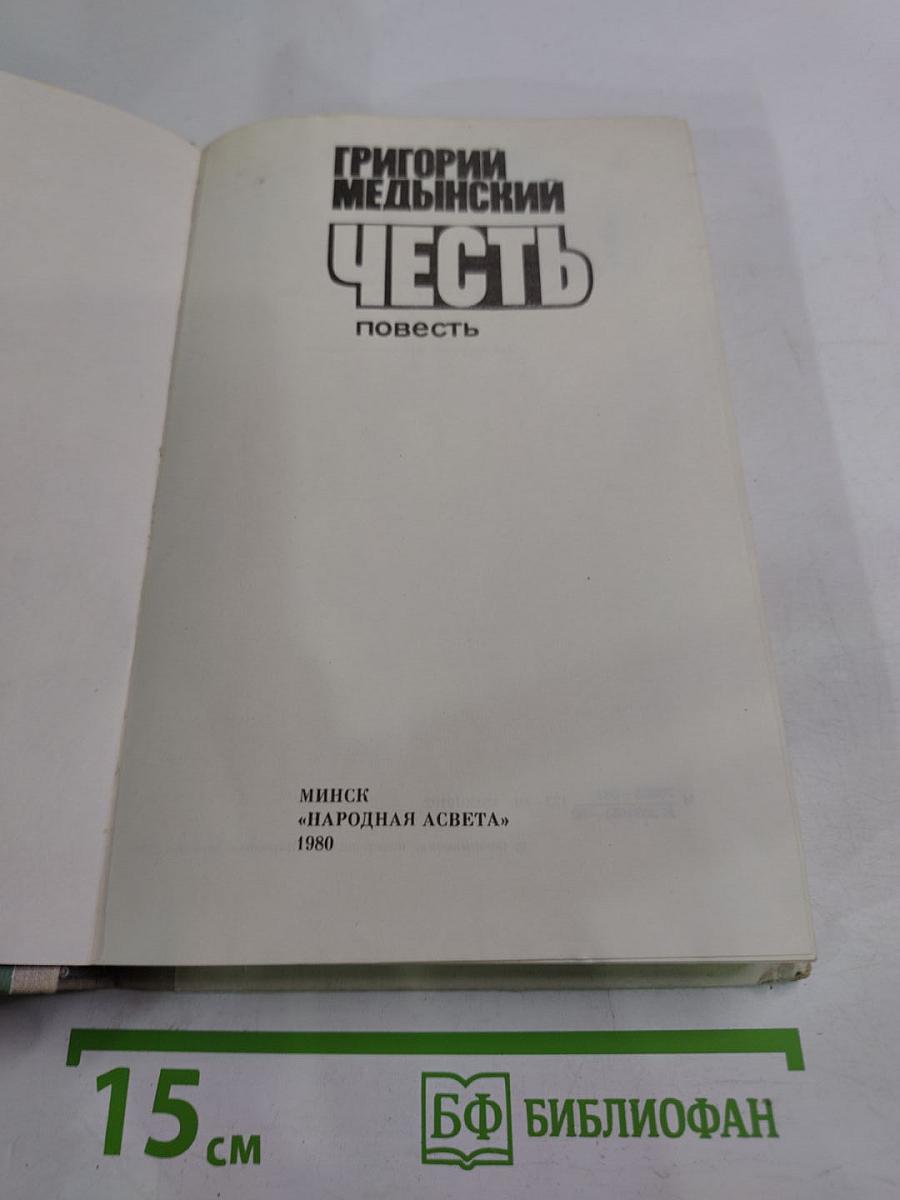 ГРИГОРИЙ
МЕДЫНСКИЙ
ЧЕСТЬ
повесть
МИНСК
«НАРОДНАЯ АСВЕТА»
1980
15 см
БФ БИБЛИОФАН